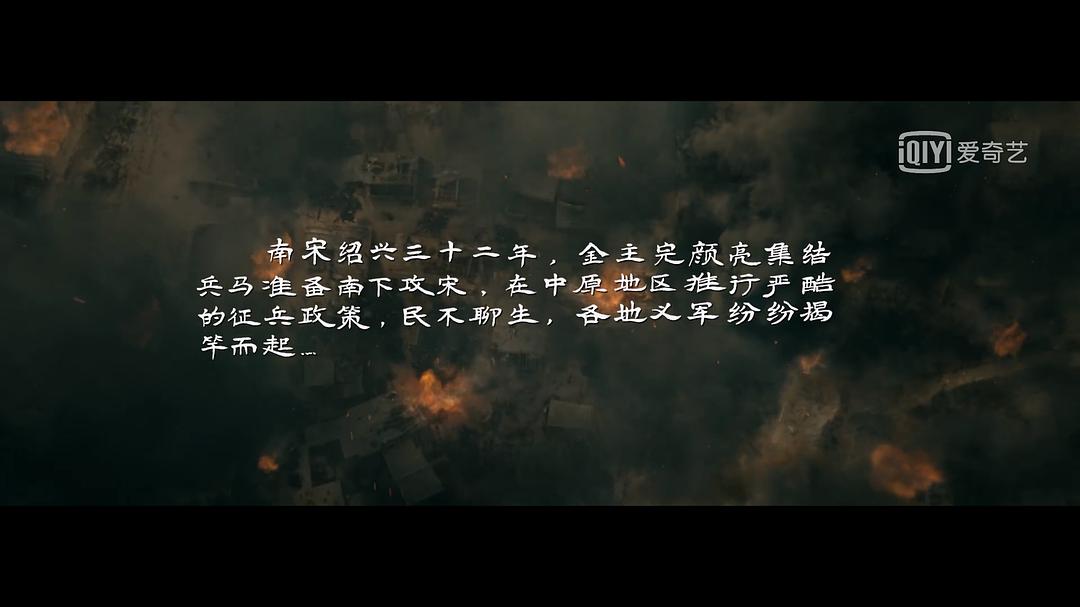 iQIYI 爱奇艺
南宋绍兴三十二年，金主完颜亮集结
兵马准备南下攻宋，在中原地区推行严酷
的征兵政策，民不聊生，各地义军纷纷揭
竿而起……